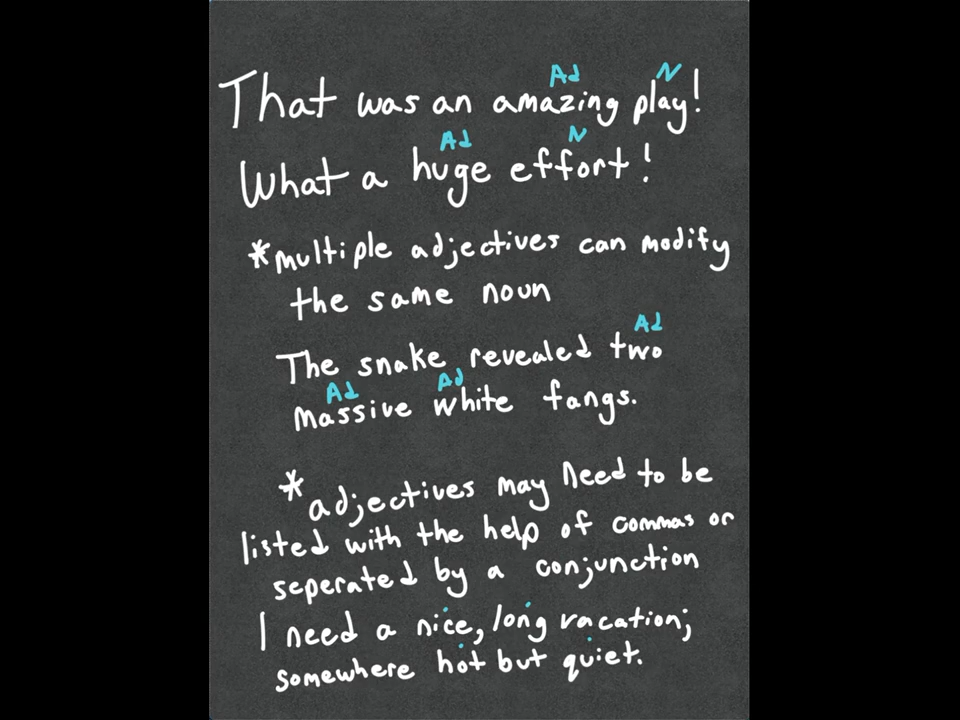 Ad N
That was an amazing play!
Ad N
What a huge effort!
*multiple adjectives can modify
the same noun
Ad
The snake revealed two
Ad Ad
massive white fangs.
*adjectives may need to be
listed with the help of commas or
seperated by a conjunction
I need a nice, long vacation;
somewhere hot but quiet.